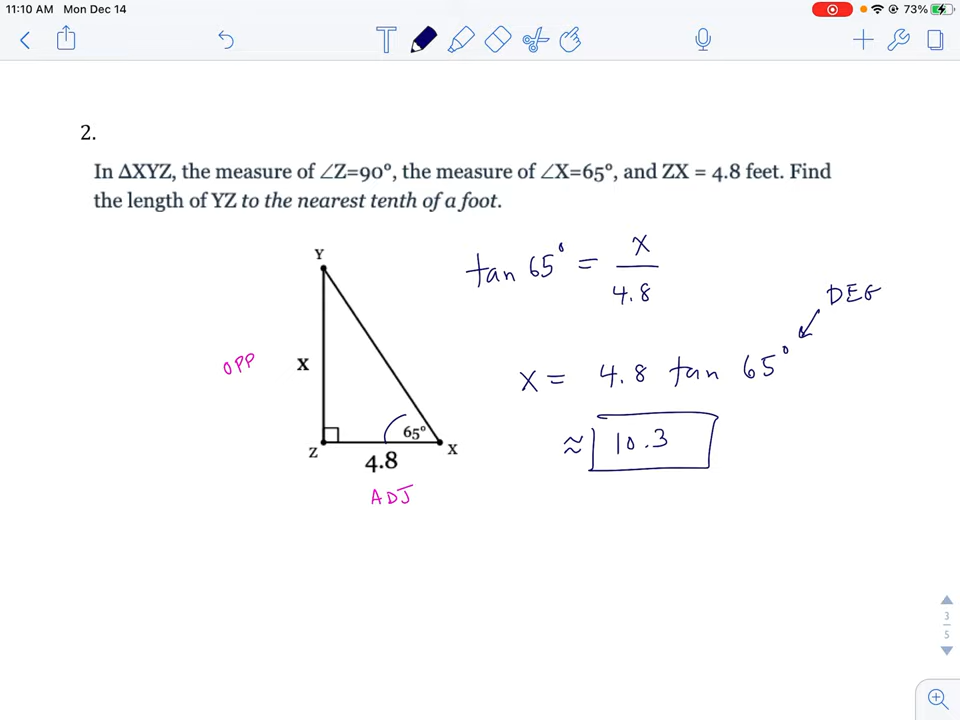 11:10 AM Mon Dec 14
73%
T
2.
In ΔXYZ, the measure of ∠Z=90°, the measure of ∠X=65°, and ZX = 4.8 feet. Find
the length of YZ to the nearest tenth of a foot.
Y
tan 65° = x/4.8
DEG
OPP
X
x = 4.8 tan 65°
65°
≈ 10.3
Z
X
4.8
ADJ
3
5